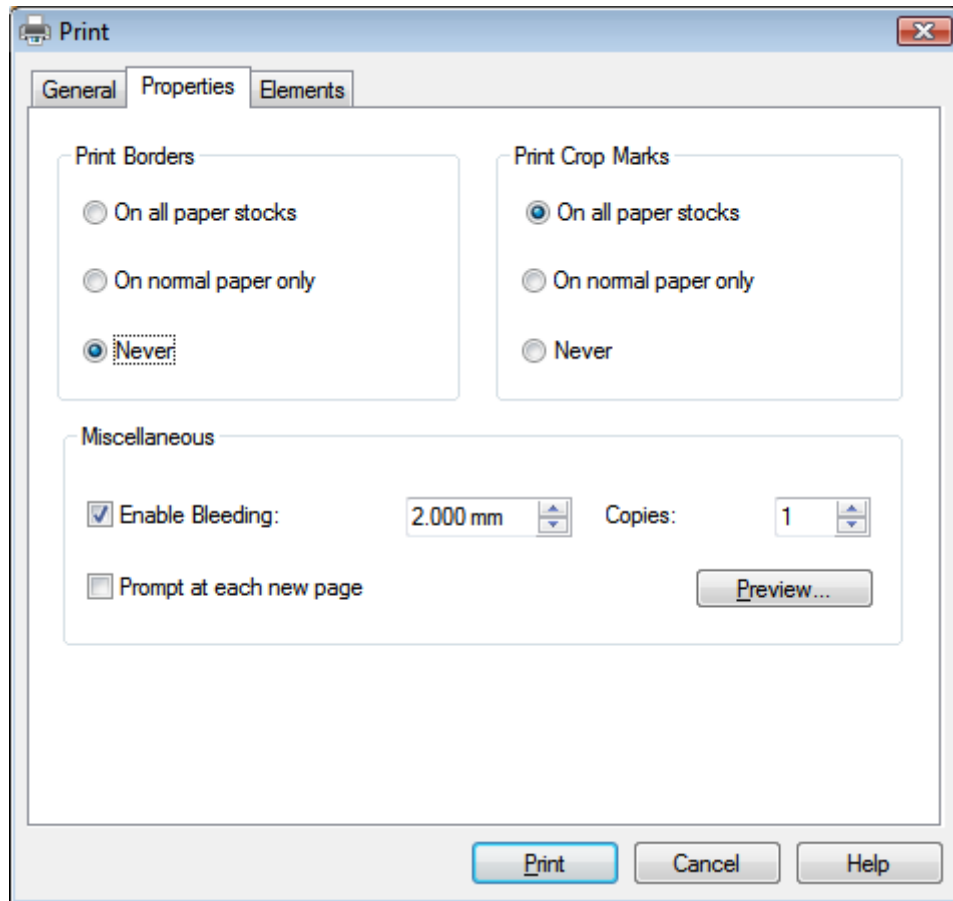 Print
General Properties Elements
Print Borders
On all paper stocks
On normal paper only
Never
Print Crop Marks
On all paper stocks
On normal paper only
Never
Miscellaneous
Enable Bleeding: 2.000 mm Copies: 1
Prompt at each new page Preview...
Print Cancel Help